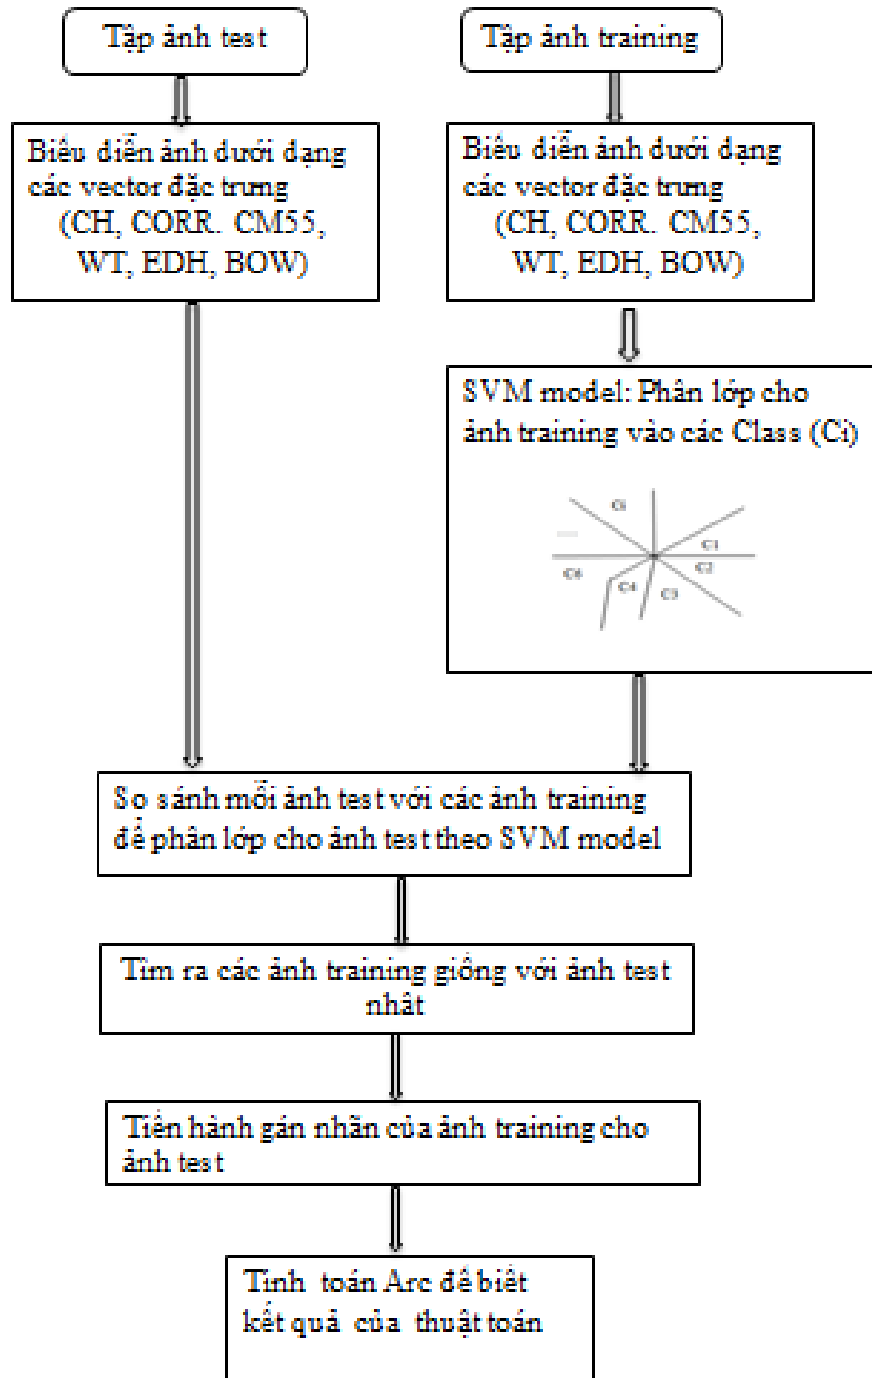 Tập ảnh test
Tập ảnh training
Biểu diễn ảnh dưới dạng
các vector đặc trưng
(CH, CORR. CM55,
WT, EDH, BOW)
Biểu diễn ảnh dưới dạng
các vector đặc trưng
(CH, CORR. CM55,
WT, EDH, BOW)
SVM model: Phân lớp cho
ảnh training vào các Class (Ci)
Ci
C1
C2
C3
C4
So sánh mỗi ảnh test với các ảnh training
để phân lớp cho ảnh test theo SVM model
Tìm ra các ảnh training giống với ảnh test
nhất
Tiến hành gán nhãn của ảnh training cho
ảnh test
Tính toán Arc để biết
kết quả của thuật toán